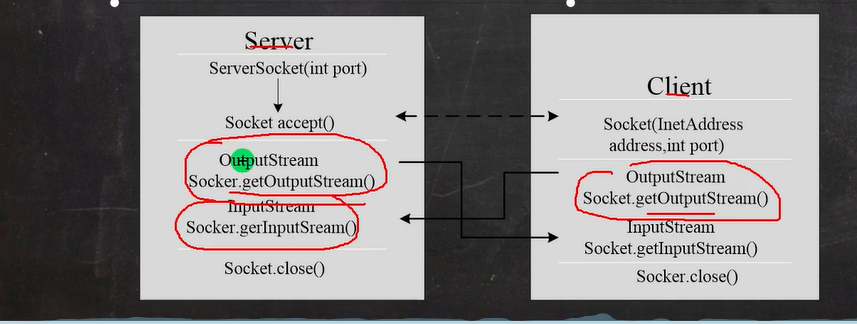 Server
ServerSocket(int port)
Socket accept()
OutputStream
Socker.getOutputStream()
InputStream
Socker.gerInputSream()
Socket.close()
Client
Socket(InetAddress
address,int port)
OutputStream
Socket.getOutputStream()
InputStream
Socket.getInputStream()
Socker.close()